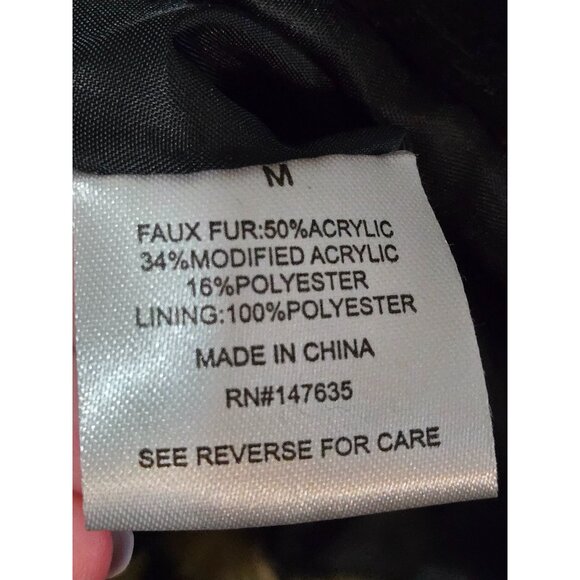 M
FAUX FUR:50%ACRYLIC
34%MODIFIED ACRYLIC
16%POLYESTER
LINING:100%POLYESTER
MADE IN CHINA
RN#147635
SEE REVERSE FOR CARE